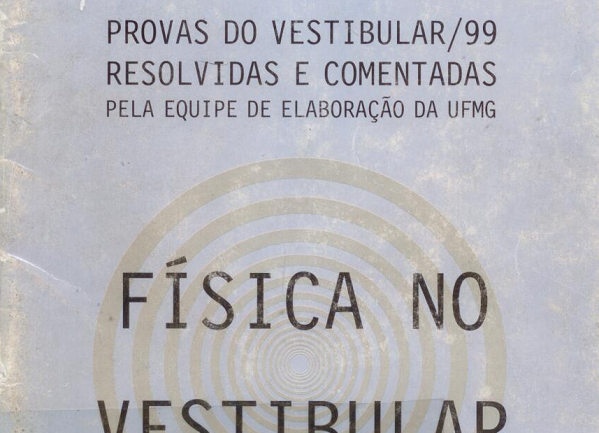 PROVAS DO VESTIBULAR/99
RESOLVIDAS E COMENTADAS
PELA EQUIPE DE ELABORAÇÃO DA UFMG
FÍSICA NO
VESTIBULAR